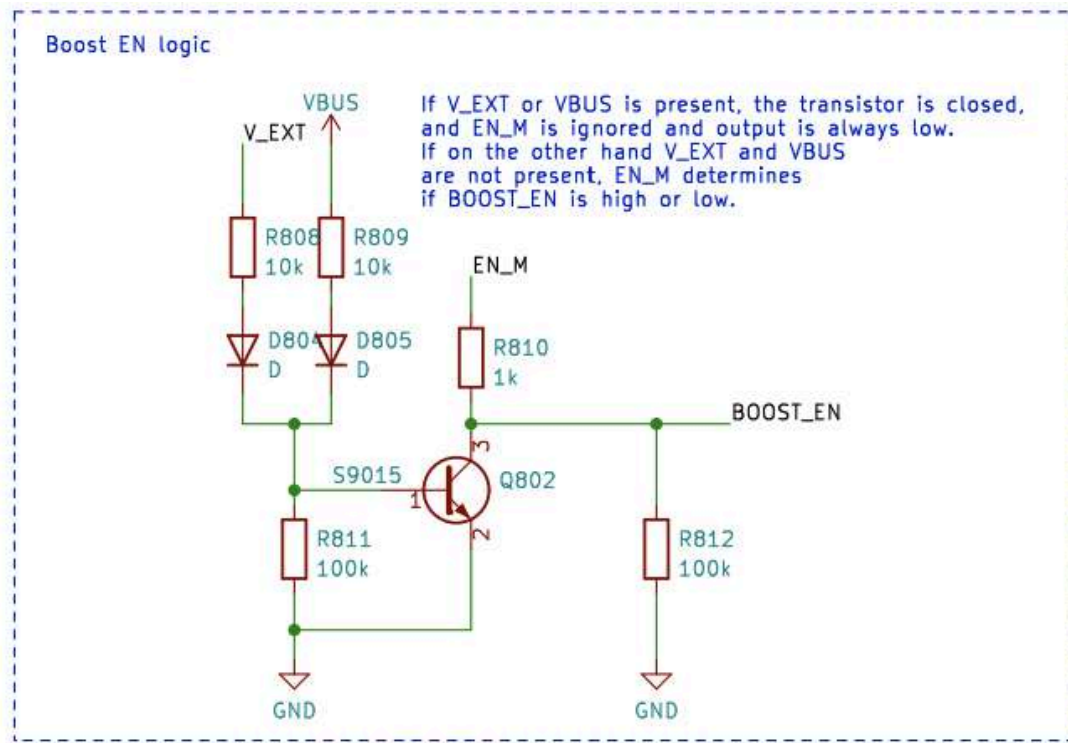 Boost EN logic
VBUS
V_EXT
If V_EXT or VBUS is present, the transistor is closed,
and EN_M is ignored and output is always low.
If on the other hand V_EXT and VBUS
are not present, EN_M determines
if BOOST_EN is high or low.
R808
10k
R809
10k
EN_M
D804
D
D805
D
R810
1k
BOOST_EN
3
S9015
Q802
1
2
R811
100k
R812
100k
GND
GND